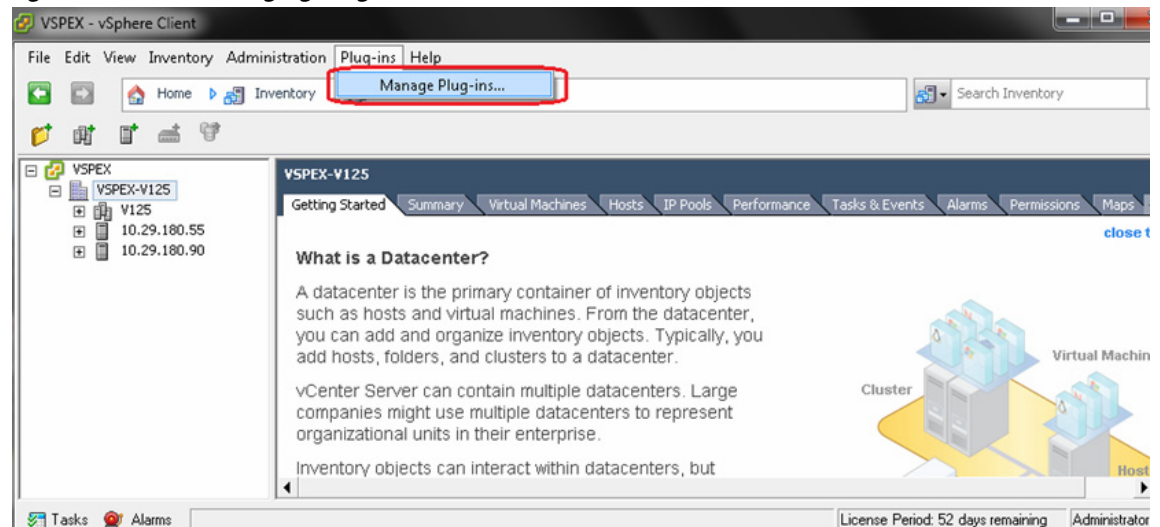 VSPEX - vSphere Client
File Edit View Inventory Administration Plug-ins Help
Manage Plug-ins...
Home Inventory
Search Inventory
VSPEX
VSPEX-V125
V125
10.29.180.55
10.29.180.90
VSPEX-V125
Getting Started Summary Virtual Machines Hosts IP Pools Performance Tasks & Events Alarms Permissions Maps
close t
What is a Datacenter?
A datacenter is the primary container of inventory objects
such as hosts and virtual machines. From the datacenter,
you can add and organize inventory objects. Typically, you
add hosts, folders, and clusters to a datacenter.
vCenter Server can contain multiple datacenters. Large
companies might use multiple datacenters to represent
organizational units in their enterprise.
Inventory objects can interact within datacenters, but
Virtual Machin
Cluster
Host
Tasks Alarms
License Period: 52 days remaining Administrator